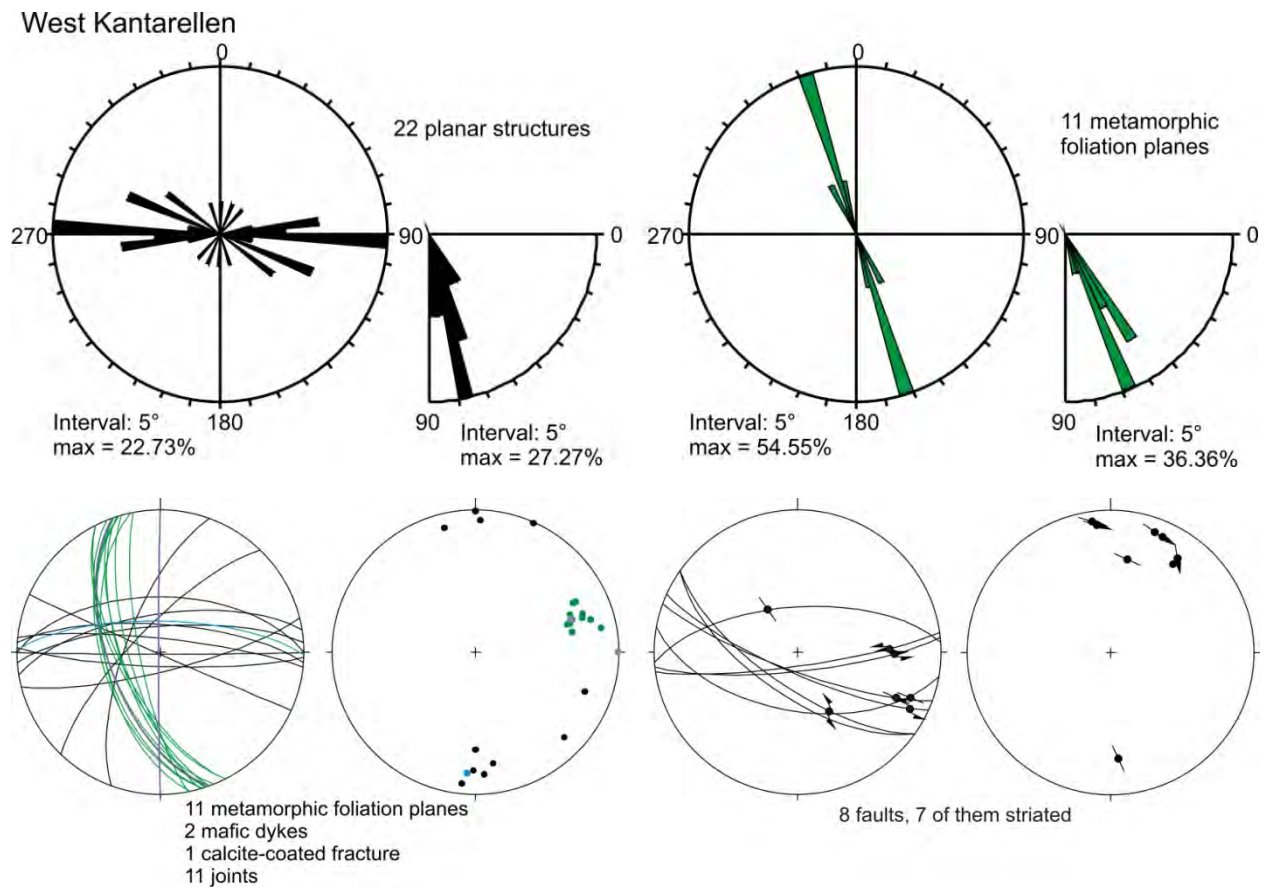 West Kantarellen
0
22 planar structures
270
90
0
180
90
Interval: 5°
max = 22.73%
Interval: 5°
max = 27.27%
0
11 metamorphic
foliation planes
270
90
0
180
90
Interval: 5°
max = 54.55%
Interval: 5°
max = 36.36%
11 metamorphic foliation planes
2 mafic dykes
1 calcite-coated fracture
11 joints
8 faults, 7 of them striated